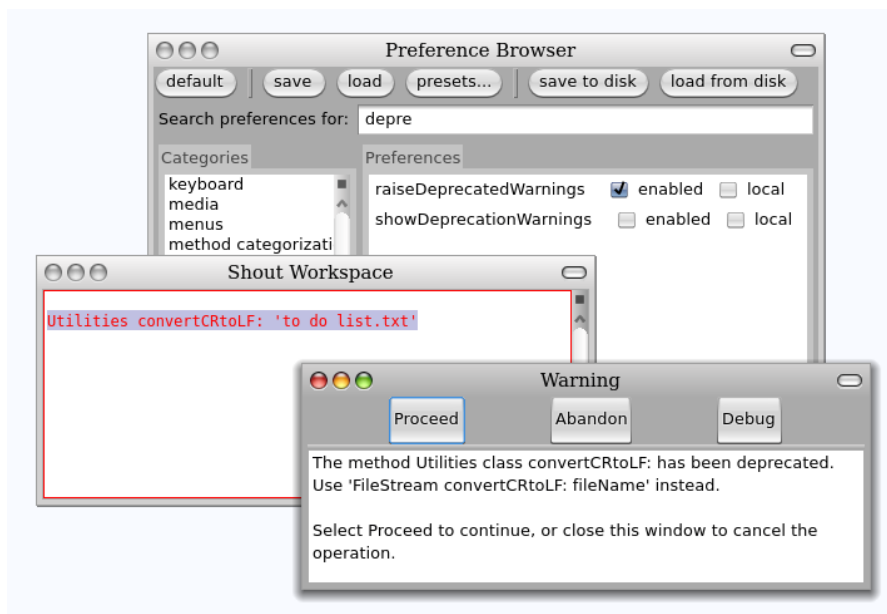 Preference Browser
default save load presets... save to disk load from disk
Search preferences for: depre
Categories Preferences
keyboard
media
menus
method categorizati
raiseDeprecatedWarnings enabled local
showDeprecationWarnings enabled local
Shout Workspace
Utilities convertCRtoLF: 'to do list.txt'
Warning
Proceed Abandon Debug
The method Utilities class convertCRtoLF: has been deprecated.
Use 'FileStream convertCRtoLF: fileName' instead.
Select Proceed to continue, or close this window to cancel the
operation.